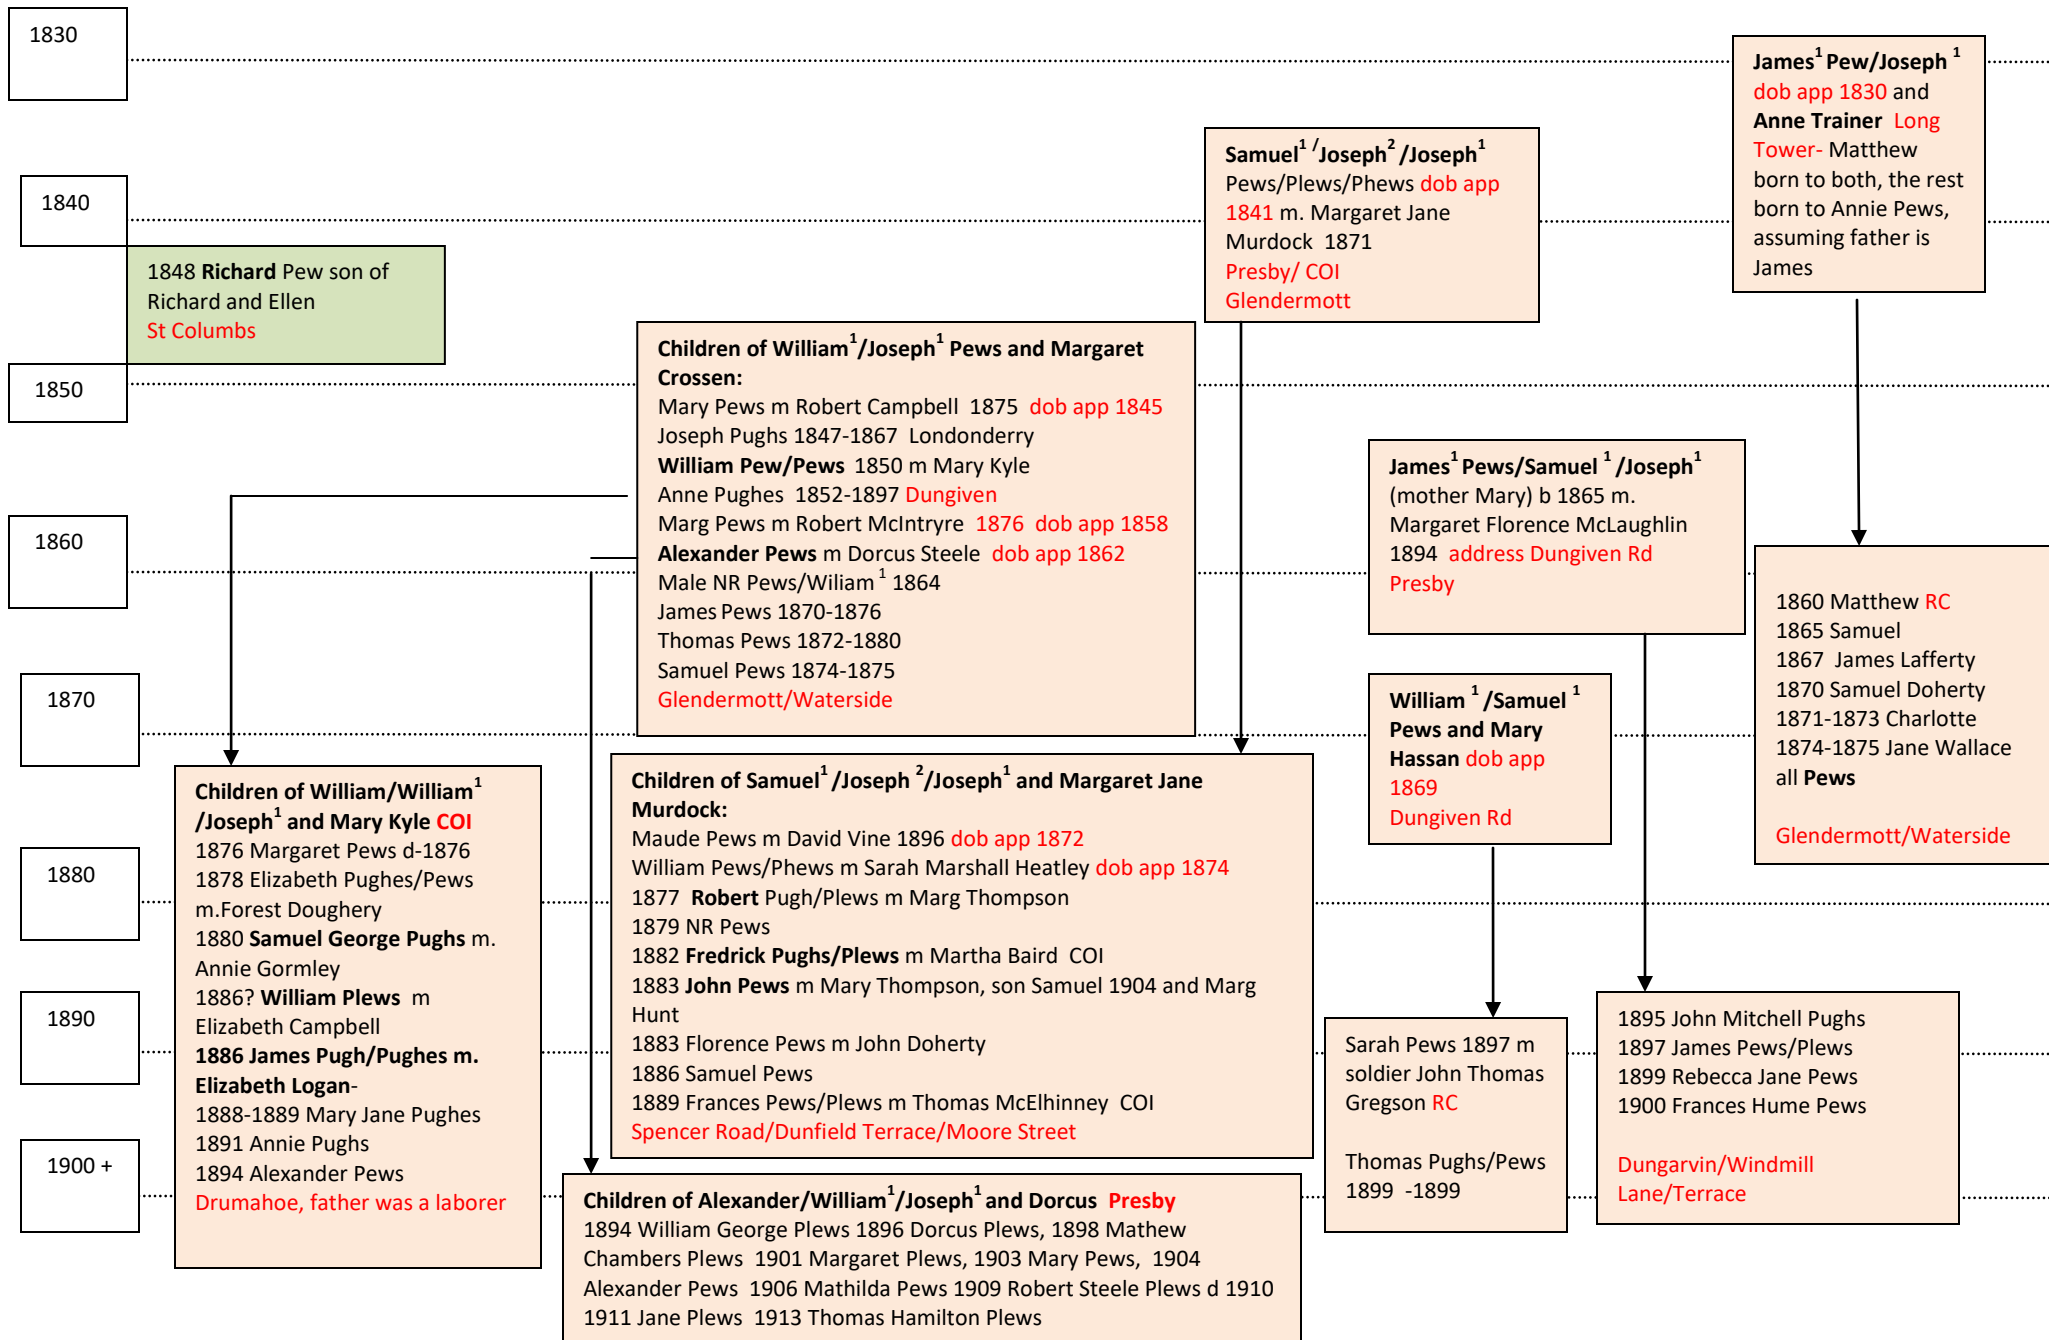 1830
James¹ Pew/Joseph ¹
dob app 1830 and
Anne Trainer Long
Tower- Matthew
born to both, the rest
born to Annie Pews,
assuming father is
James
Samuel¹ /Joseph² /Joseph¹
Pews/Plews/Phews dob app
1841 m. Margaret Jane
Murdock 1871
Presby/ COI
Glendermott
1840
1848 Richard Pew son of
Richard and Ellen
St Columbs
1850
Children of William¹/Joseph¹ Pews and Margaret
Crossen:
Mary Pews m Robert Campbell 1875 dob app 1845
Joseph Pughs 1847-1867 Londonderry
William Pew/Pews 1850 m Mary Kyle
Anne Pughes 1852-1897 Dungiven
Marg Pews m Robert McIntryre 1876 dob app 1858
Alexander Pews m Dorcus Steele dob app 1862
Male NR Pews/Wiliam ¹ 1864
James Pews 1870-1876
Thomas Pews 1872-1880
Samuel Pews 1874-1875
Glendermott/Waterside
James¹ Pews/Samuel ¹ /Joseph¹
(mother Mary) b 1865 m.
Margaret Florence McLaughlin
1894 address Dungiven Rd
Presby
1860
1860 Matthew RC
1865 Samuel
1867 James Lafferty
1870 Samuel Doherty
1871-1873 Charlotte
1874-1875 Jane Wallace
all Pews
Glendermott/Waterside
1870
William ¹ /Samuel ¹
Pews and Mary
Hassan dob app
1869
Dungiven Rd
Children of William/William¹
/Joseph¹ and Mary Kyle COI
1876 Margaret Pews d-1876
1878 Elizabeth Pughes/Pews
m.Forest Doughery
1880 Samuel George Pughs m.
Annie Gormley
1886? William Plews m
Elizabeth Campbell
1886 James Pugh/Pughes m.
Elizabeth Logan-
1888-1889 Mary Jane Pughes
1891 Annie Pughs
1894 Alexander Pews
Drumahoe, father was a laborer
Children of Samuel¹ /Joseph ² /Joseph¹ and Margaret Jane
Murdock:
Maude Pews m David Vine 1896 dob app 1872
William Pews/Phews m Sarah Marshall Heatley dob app 1874
1877 Robert Pugh/Plews m Marg Thompson
1879 NR Pews
1882 Fredrick Pughs/Plews m Martha Baird COI
1883 John Pews m Mary Thompson, son Samuel 1904 and Marg
Hunt
1883 Florence Pews m John Doherty
1886 Samuel Pews
1889 Frances Pews/Plews m Thomas McElhinney COI
Spencer Road/Dunfield Terrace/Moore Street
1880
1890
Sarah Pews 1897 m
soldier John Thomas
Gregson RC
Thomas Pughs/Pews
1899 -1899
1895 John Mitchell Pughs
1897 James Pews/Plews
1899 Rebecca Jane Pews
1900 Frances Hume Pews
Dungarvin/Windmill
Lane/Terrace
1900 +
Children of Alexander/William¹/Joseph¹ and Dorcus Presby
1894 William George Plews 1896 Dorcus Plews, 1898 Mathew
Chambers Plews 1901 Margaret Plews, 1903 Mary Pews, 1904
Alexander Pews 1906 Mathilda Pews 1909 Robert Steele Plews d 1910
1911 Jane Plews 1913 Thomas Hamilton Plews